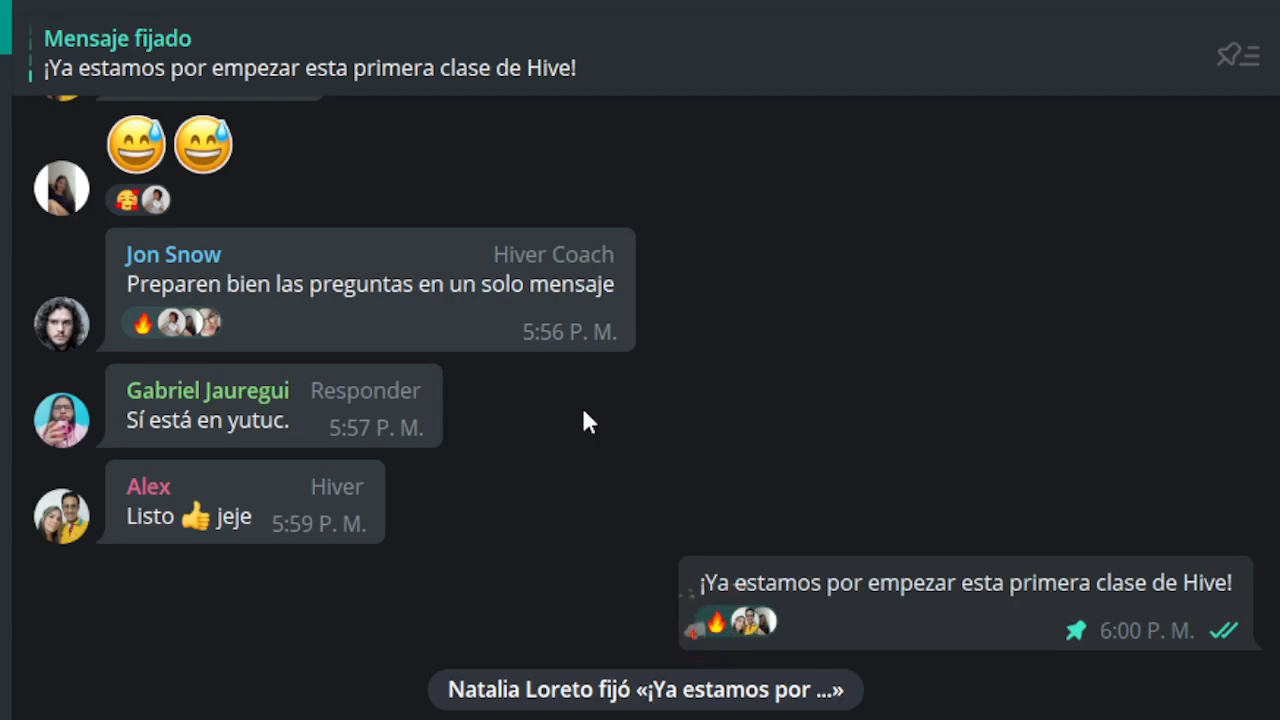 Mensaje fijado
¡Ya estamos por empezar esta primera clase de Hive!
Jon Snow Hiver Coach
Preparen bien las preguntas en un solo mensaje
5:56 P. M.
Gabriel Jauregui Responder
Sí está en yutuc. 5:57 P. M.
Alex Hiver
Listo 👍 jeje 5:59 P. M.
¡Ya estamos por empezar esta primera clase de Hive!
6:00 P. M.
Natalia Loreto fijó «¡Ya estamos por ...»